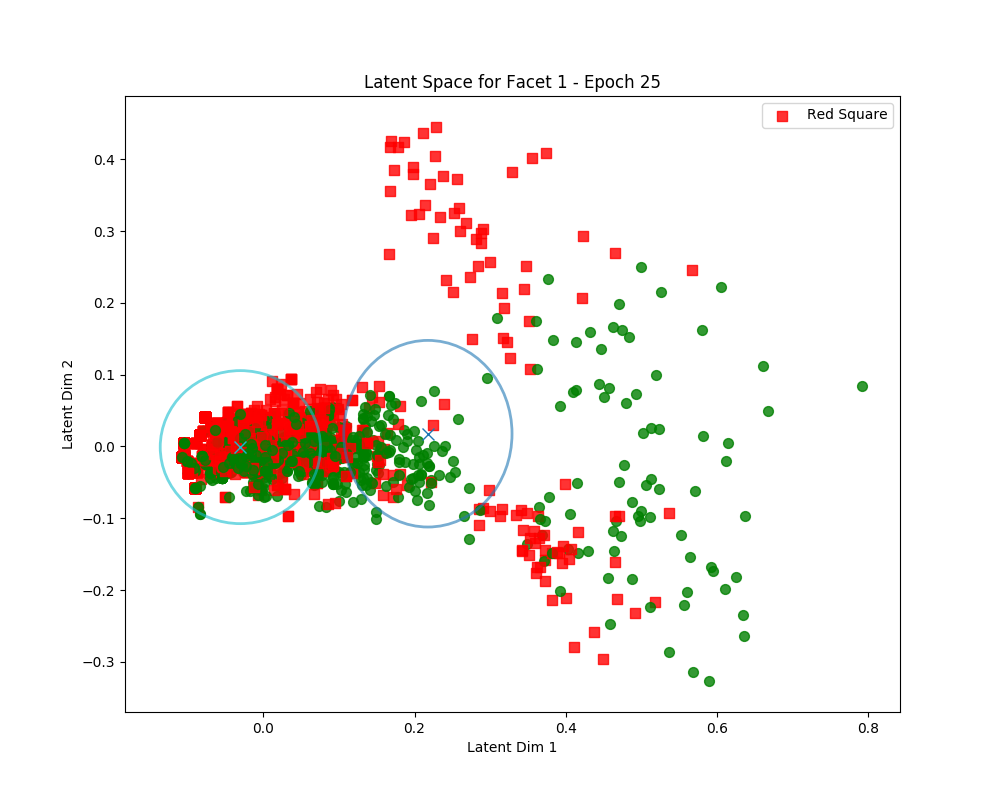 Latent Space for Facet 1 - Epoch 25
Red Square
0.4
0.3
0.2
0.1
0.0
−0.1
−0.2
−0.3
Latent Dim 2
0.0 0.2 0.4 0.6 0.8
Latent Dim 1